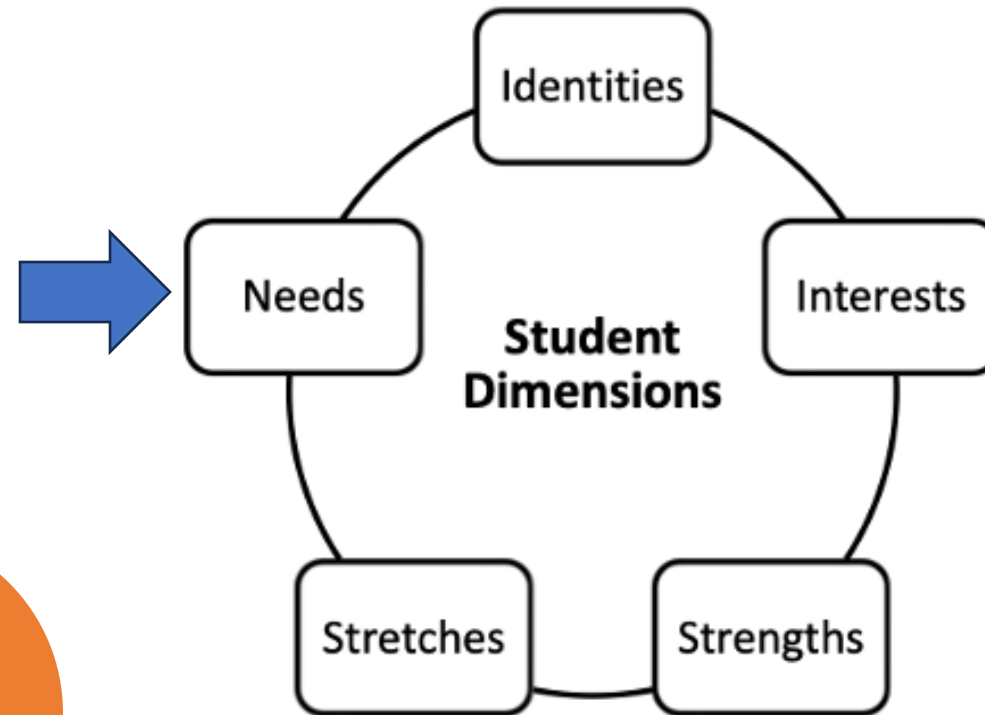 Identities
Needs
Interests
Student
Dimensions
Stretches
Strengths